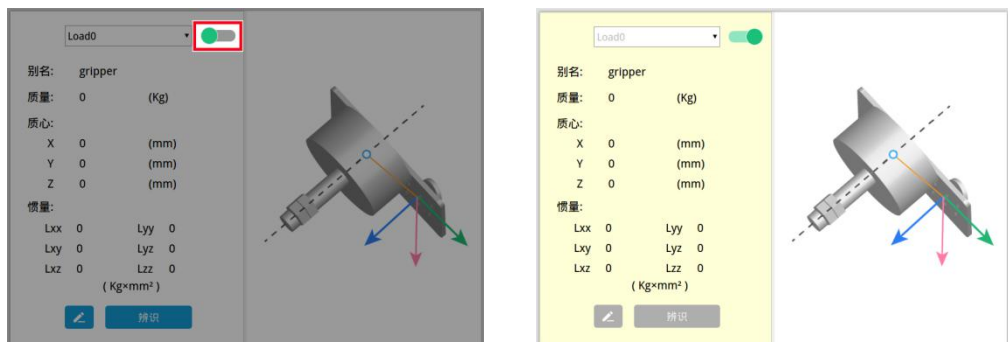 Load0
别名: gripper
质量: 0 (Kg)
质心:
X 0 (mm)
Y 0 (mm)
Z 0 (mm)
惯量:
Lxx 0 Lyy 0
Lxy 0 Lyz 0
Lxz 0 Lzz 0
( Kg×mm² )
辨识
Load0
别名: gripper
质量: 0 (Kg)
质心:
X 0 (mm)
Y 0 (mm)
Z 0 (mm)
惯量:
Lxx 0 Lyy 0
Lxy 0 Lyz 0
Lxz 0 Lzz 0
( Kg×mm² )
辨识